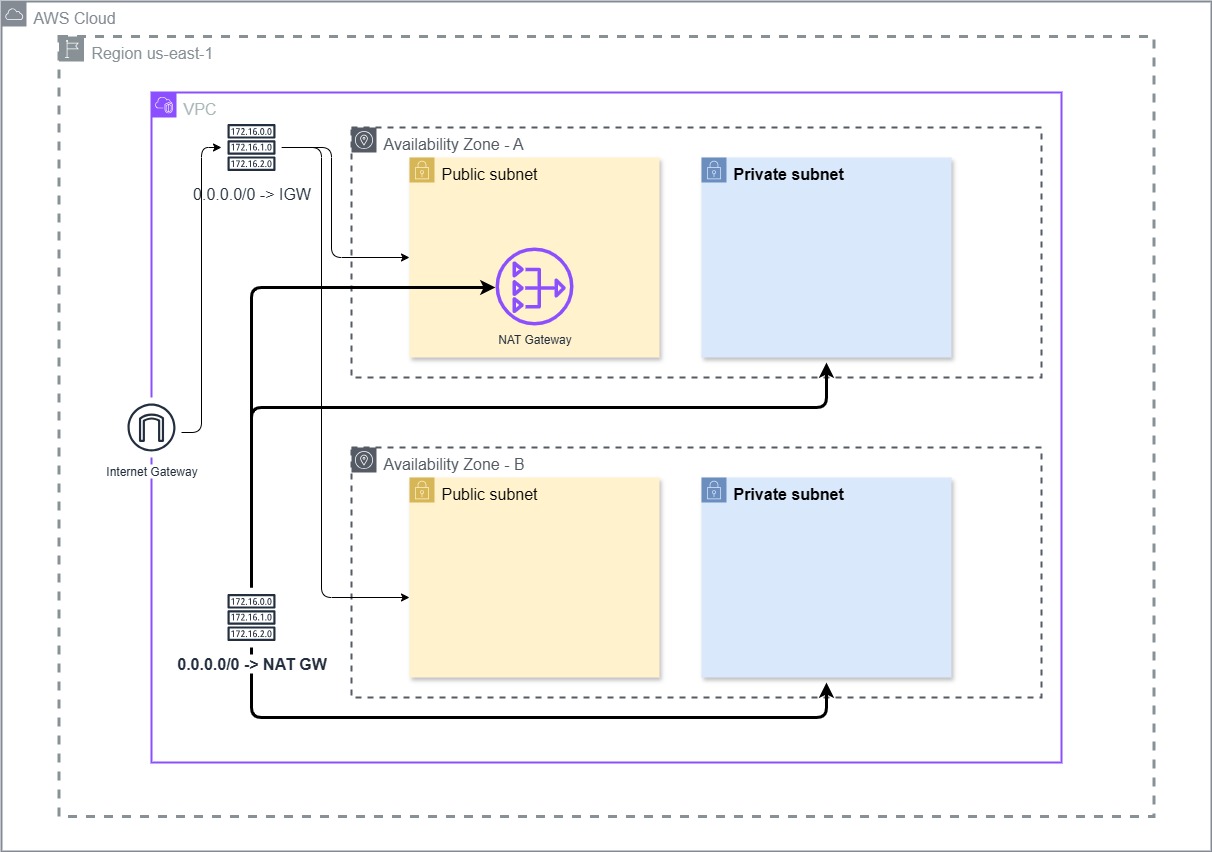 AWS Cloud
Region us-east-1
VPC
172.16.0.0
172.16.1.0
172.16.2.0
0.0.0.0/0 -> IGW
Availability Zone - A
Public subnet
Private subnet
NAT Gateway
Internet Gateway
Availability Zone - B
Public subnet
Private subnet
172.16.0.0
172.16.1.0
172.16.2.0
0.0.0.0/0 -> NAT GW